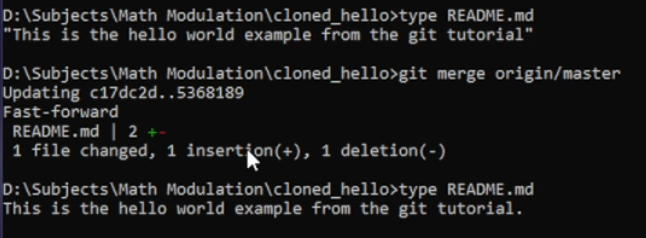 D:\Subjects\Math Modulation\cloned_hello>type README.md
"This is the hello world example from the git tutorial"
D:\Subjects\Math Modulation\cloned_hello>git merge origin/master
Updating c17dc2d..5368189
Fast-forward
 README.md | 2 +-
 1 file changed, 1 insertion(+), 1 deletion(-)
D:\Subjects\Math Modulation\cloned_hello>type README.md
This is the hello world example from the git tutorial.